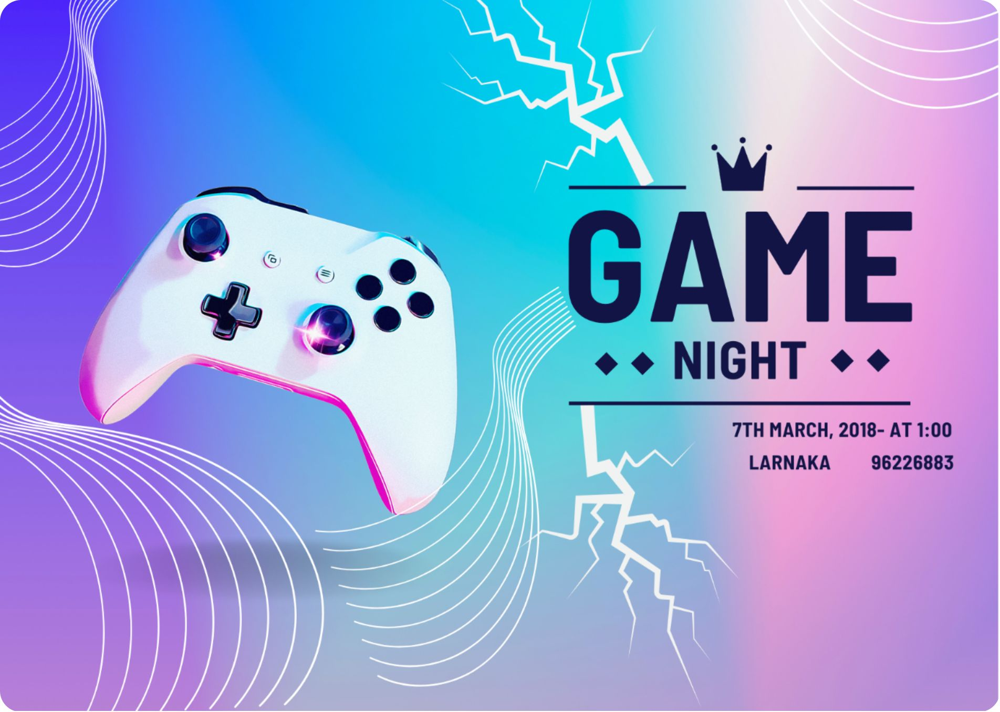 GAME
NIGHT
7TH MARCH, 2018- AT 1:00
LARNAKA 96226883